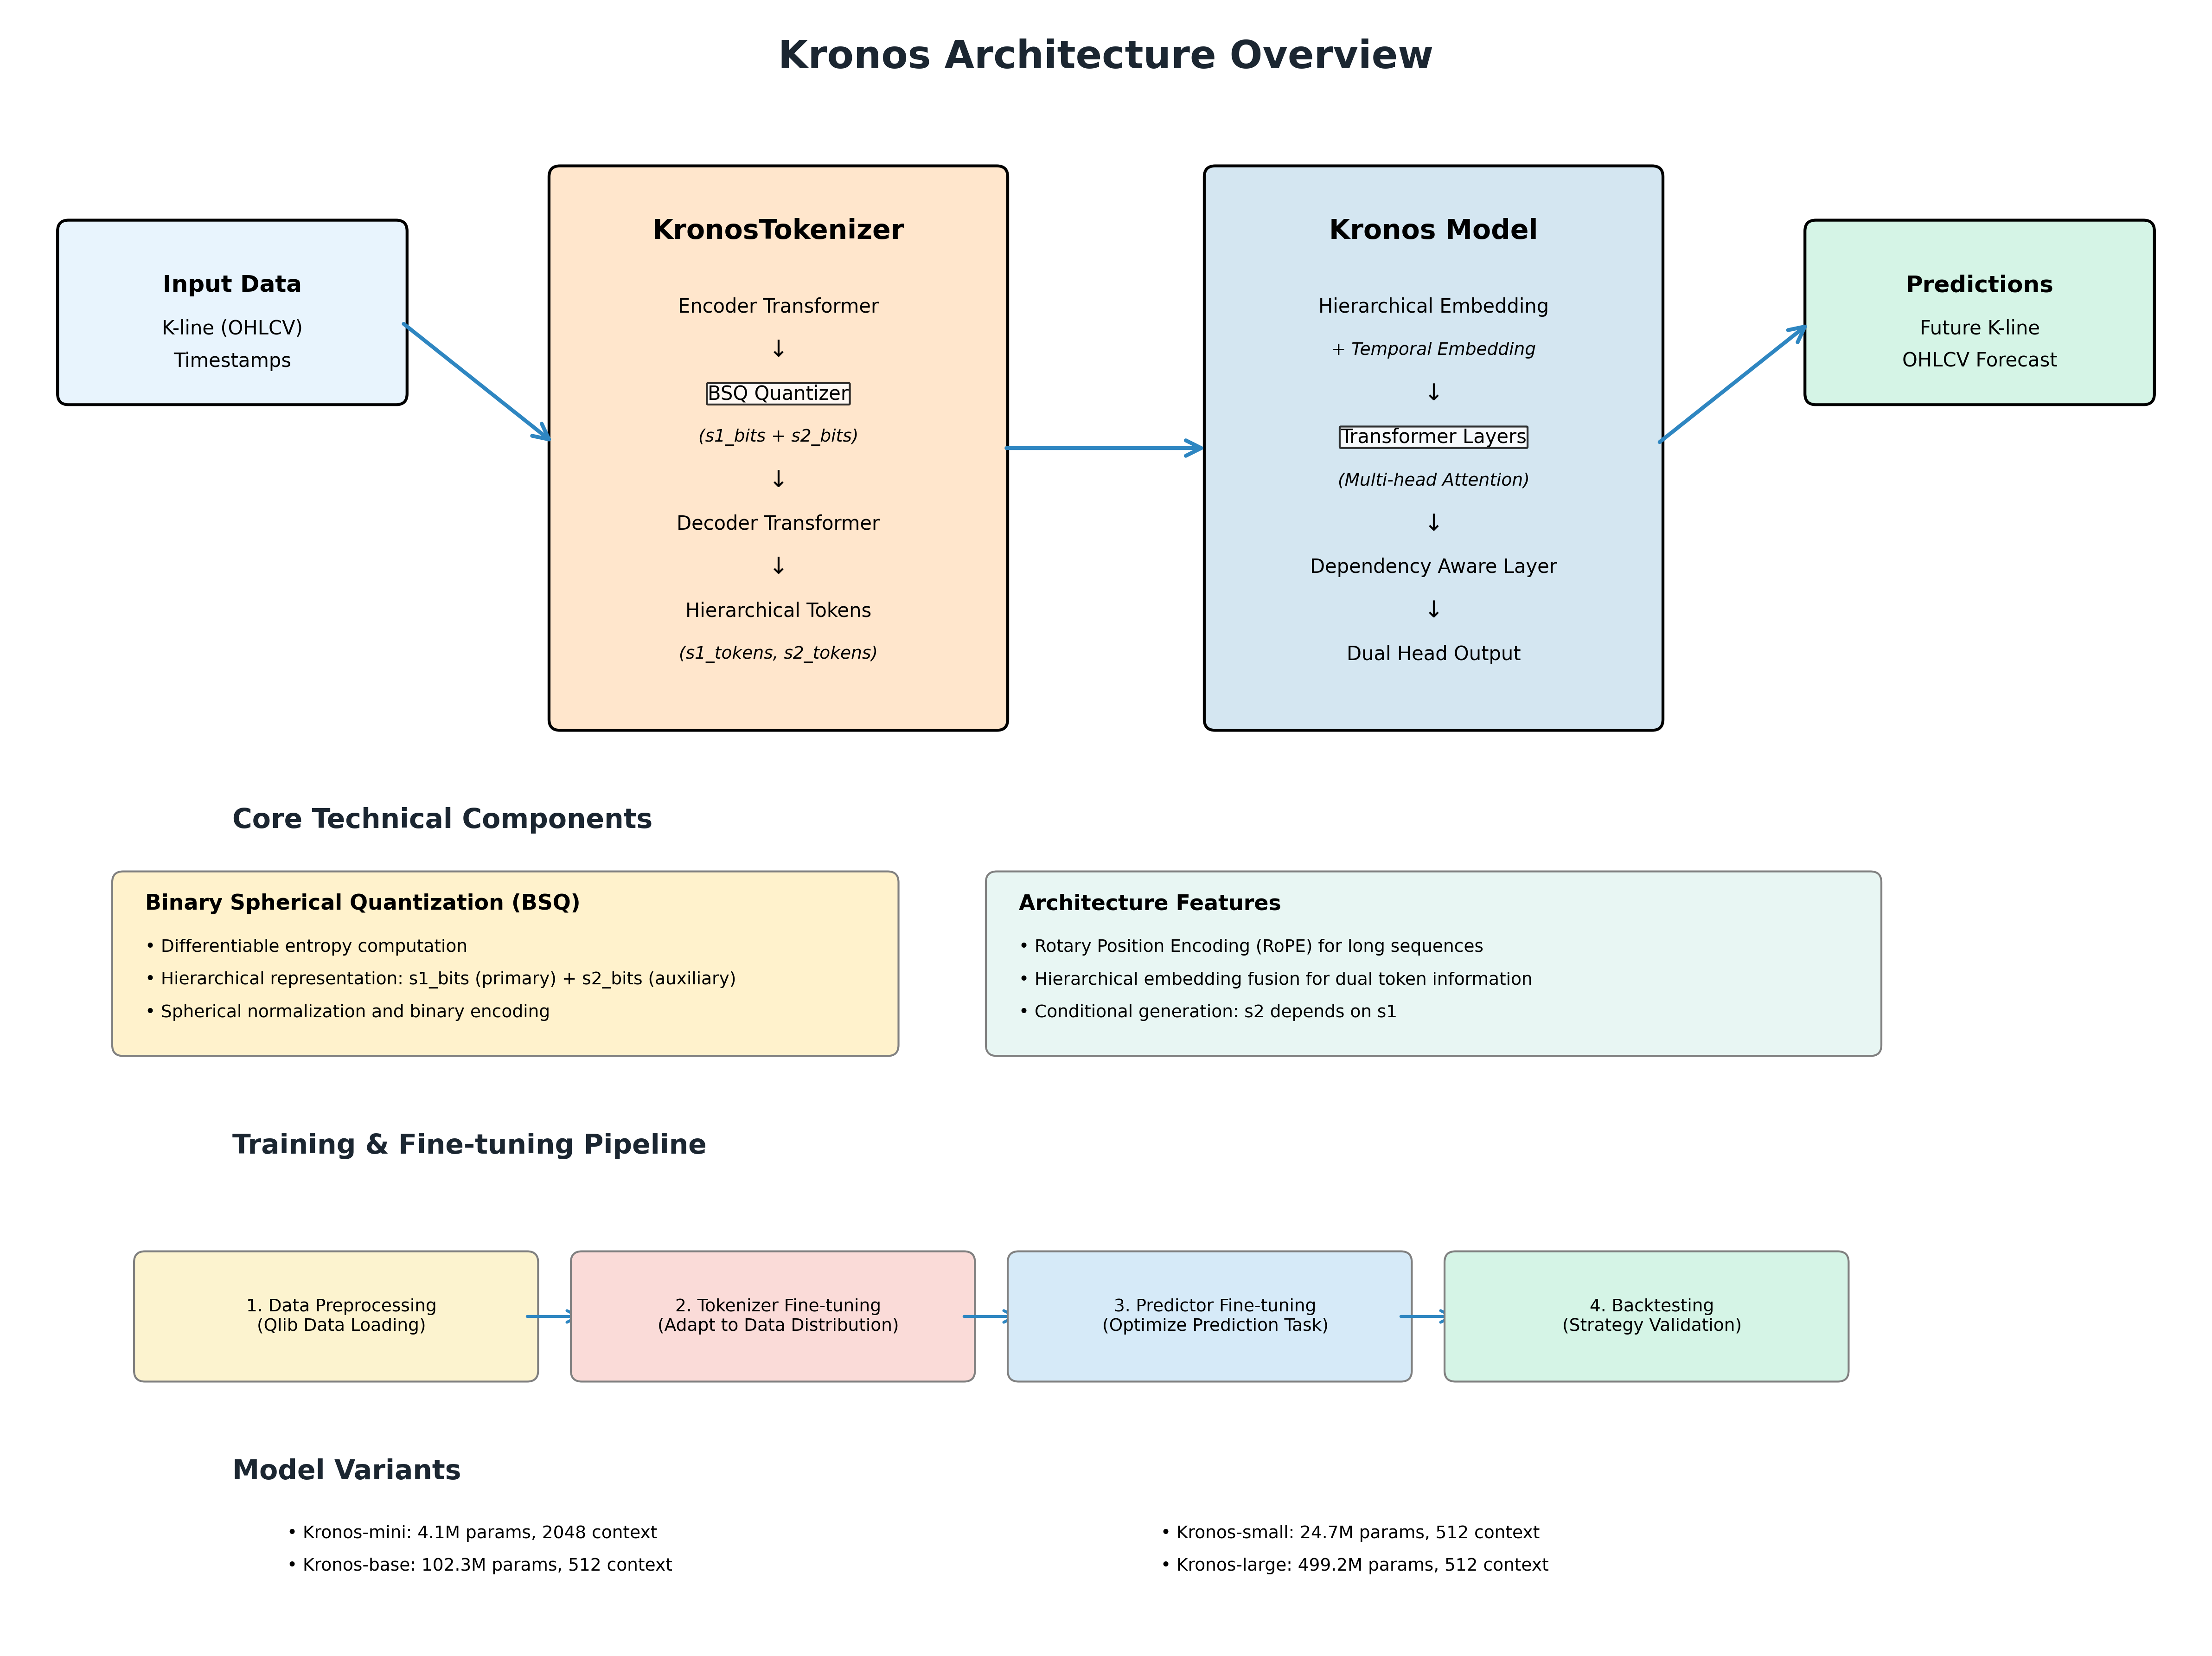 Kronos Architecture Overview
Input Data
K-line (OHLCV)
Timestamps
KronosTokenizer
Encoder Transformer
↓
BSQ Quantizer
(s1_bits + s2_bits)
↓
Decoder Transformer
↓
Hierarchical Tokens
(s1_tokens, s2_tokens)
Kronos Model
Hierarchical Embedding
+ Temporal Embedding
↓
Transformer Layers
(Multi-head Attention)
↓
Dependency Aware Layer
↓
Dual Head Output
Predictions
Future K-line
OHLCV Forecast
Core Technical Components
Binary Spherical Quantization (BSQ)
• Differentiable entropy computation
• Hierarchical representation: s1_bits (primary) + s2_bits (auxiliary)
• Spherical normalization and binary encoding
Architecture Features
• Rotary Position Encoding (RoPE) for long sequences
• Hierarchical embedding fusion for dual token information
• Conditional generation: s2 depends on s1
Training & Fine-tuning Pipeline
1. Data Preprocessing
(Qlib Data Loading)
2. Tokenizer Fine-tuning
(Adapt to Data Distribution)
3. Predictor Fine-tuning
(Optimize Prediction Task)
4. Backtesting
(Strategy Validation)
Model Variants
• Kronos-mini: 4.1M params, 2048 context
• Kronos-small: 24.7M params, 512 context
• Kronos-base: 102.3M params, 512 context
• Kronos-large: 499.2M params, 512 context